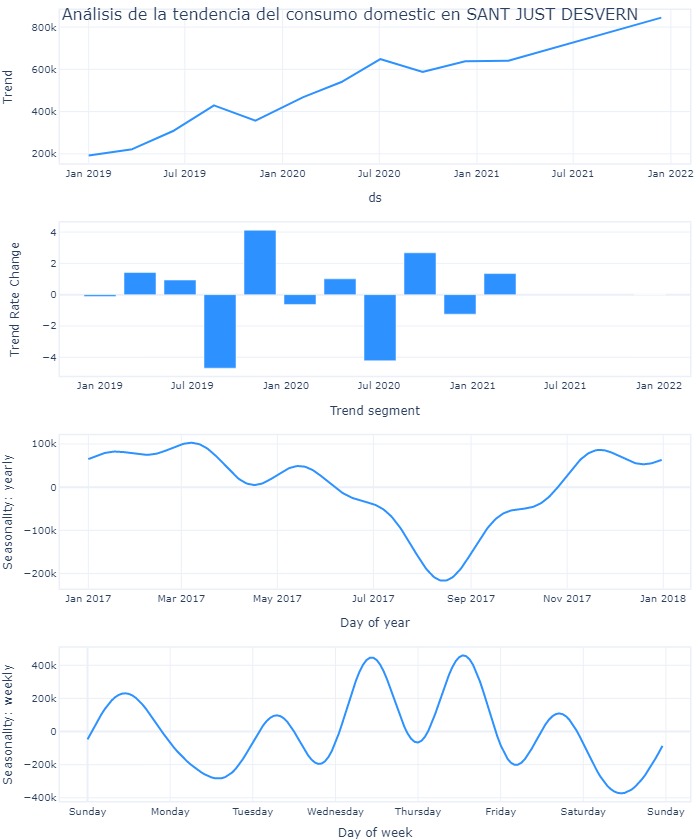 Análisis de la tendencia del consumo domestic en SANT JUST DESVERN
800k
600k
400k
200k
Trend
Jan 2019 Jul 2019 Jan 2020 Jul 2020 Jan 2021 Jul 2021 Jan 2022
ds
4
2
0
−2
−4
Trend Rate Change
Jan 2019 Jul 2019 Jan 2020 Jul 2020 Jan 2021 Jul 2021 Jan 2022
Trend segment
100k
0
−100k
−200k
Seasonality: yearly
Jan 2017 Mar 2017 May 2017 Jul 2017 Sep 2017 Nov 2017 Jan 2018
Day of year
400k
200k
0
−200k
−400k
Seasonality: weekly
Sunday Monday Tuesday Wednesday Thursday Friday Saturday Sunday
Day of week